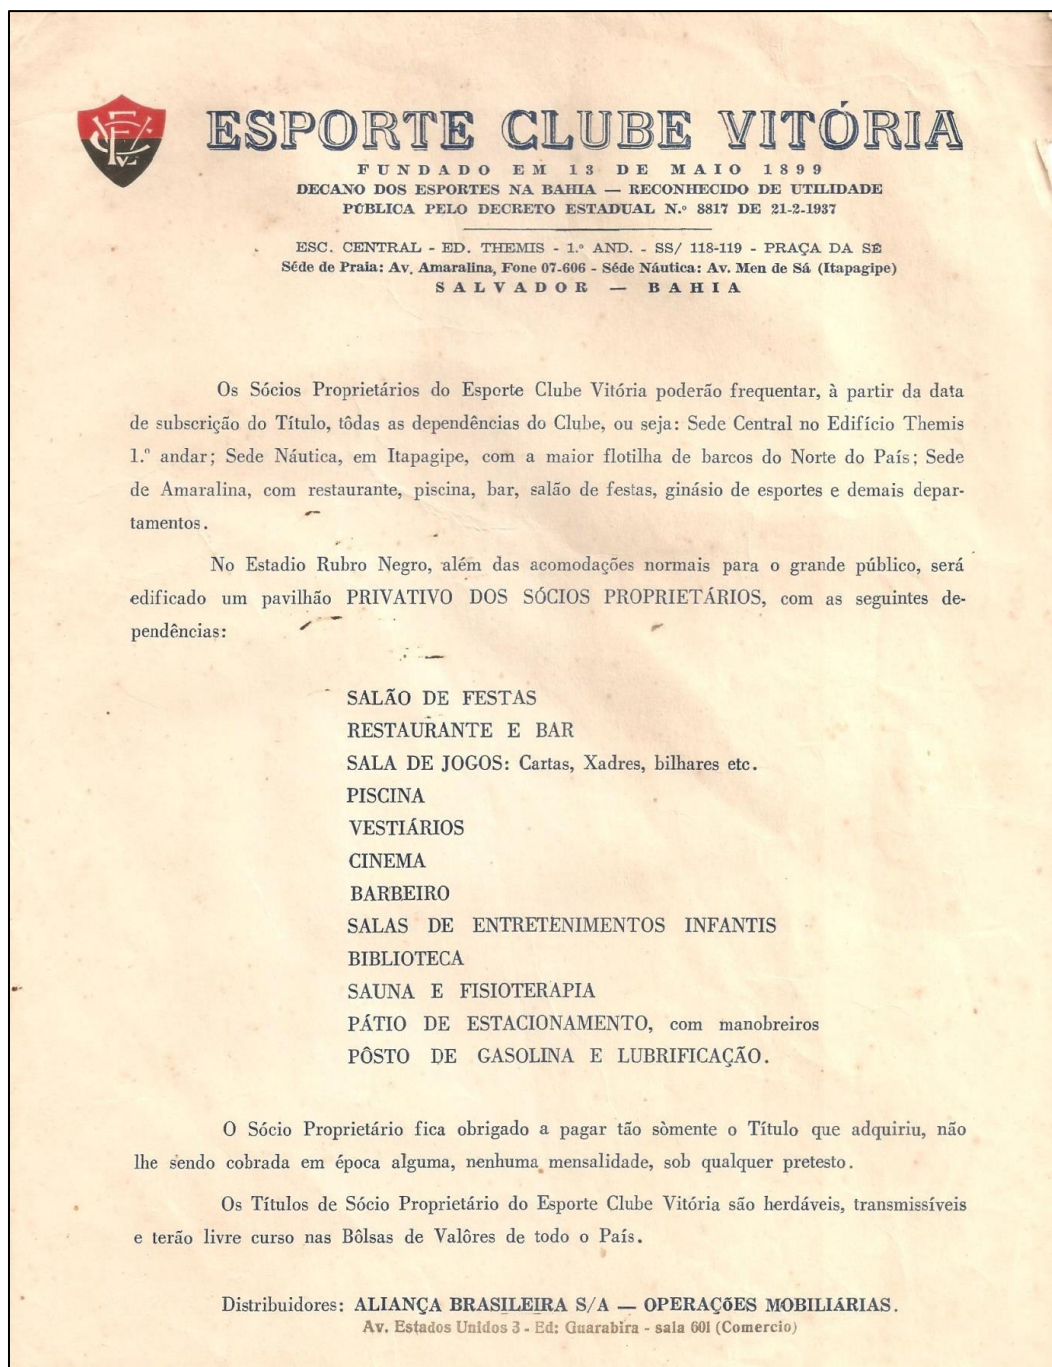 ESPORTE CLUBE VITÓRIA
FUNDADO EM 13 DE MAIO 1899
DECANO DOS ESPORTES NA BAHIA — RECONHECIDO DE UTILIDADE
PÚBLICA PELO DECRETO ESTADUAL N.º 8817 DE 21-2-1937
ESC. CENTRAL - ED. THEMIS - 1.º AND. - SS/ 118-119 - PRAÇA DA SÉ
Séde de Praia: Av. Amaralina, Fone 07-606 - Séde Náutica: Av. Men de Sá (Itapagipe)
SALVADOR — BAHIA
Os Sócios Proprietários do Esporte Clube Vitória poderão frequentar, à partir da data
de subscrição do Título, tôdas as dependências do Clube, ou seja: Sede Central no Edifício Themis
1.º andar; Sede Náutica, em Itapagipe, com a maior flotilha de barcos do Norte do País; Sede
de Amaralina, com restaurante, piscina, bar, salão de festas, ginásio de esportes e demais depar-
tamentos.
No Estadio Rubro Negro, além das acomodações normais para o grande público, será
edificado um pavilhão PRIVATIVO DOS SÓCIOS PROPRIETÁRIOS, com as seguintes de-
pendências:
SALÃO DE FESTAS
RESTAURANTE E BAR
SALA DE JOGOS: Cartas, Xadres, bilhares etc.
PISCINA
VESTIÁRIOS
CINEMA
BARBEIRO
SALAS DE ENTRETENIMENTOS INFANTIS
BIBLIOTECA
SAUNA E FISIOTERAPIA
PÁTIO DE ESTACIONAMENTO, com manobreiros
PÔSTO DE GASOLINA E LUBRIFICAÇÃO.
O Sócio Proprietário fica obrigado a pagar tão sòmente o Título que adquiriu, não
lhe sendo cobrada em época alguma, nenhuma mensalidade, sob qualquer pretesto.
Os Títulos de Sócio Proprietário do Esporte Clube Vitória são herdáveis, transmissíveis
e terão livre curso nas Bôlsas de Valôres de todo o País.
Distribuidores: ALIANÇA BRASILEIRA S/A — OPERAÇõES MOBILIÁRIAS.
Av. Estados Unidos 3 - Ed: Guarabira - sala 601 (Comercio)